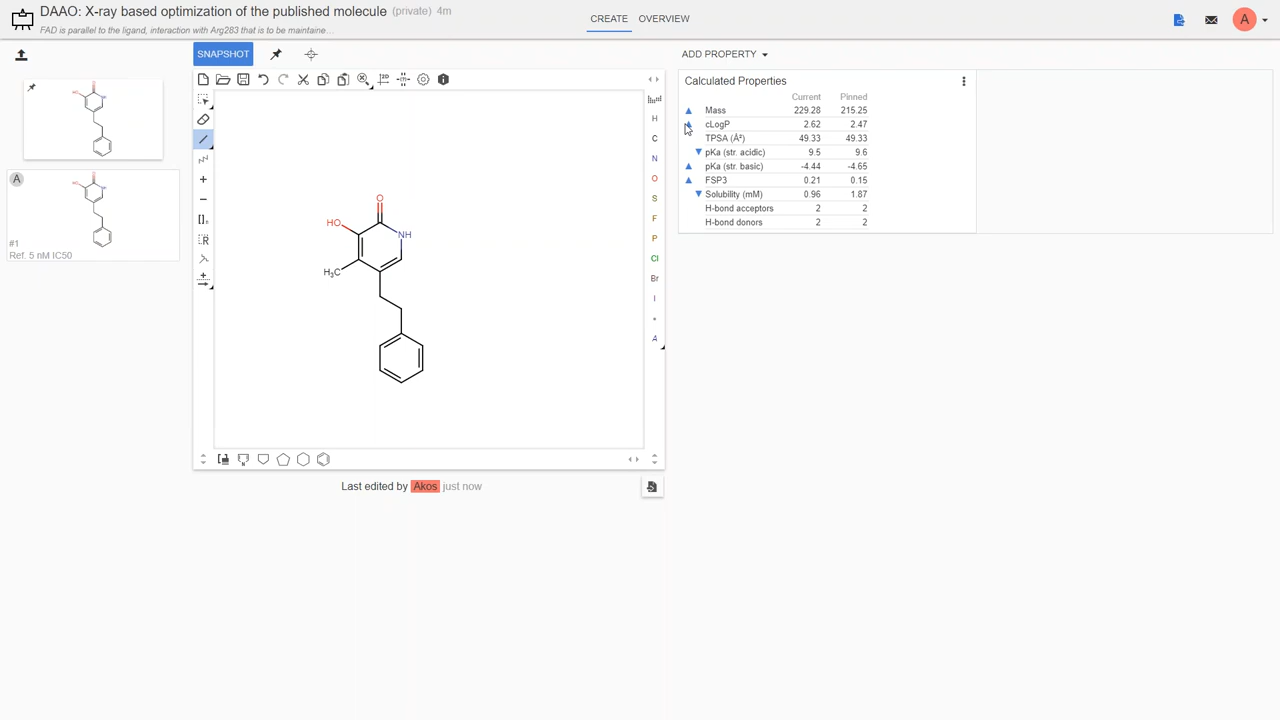 DAAO: X-ray based optimization of the published molecule (private) 4m
FAD is parallel to the ligand, interaction with Arg283 that is to be maintaine…
CREATE OVERVIEW
A
SNAPSHOT
ADD PROPERTY
Calculated Properties
Current Pinned
Mass 229.28 215.25
cLogP 2.62 2.47
TPSA (Å²) 49.33 49.33
pKa (str. acidic) 9.5 9.6
pKa (str. basic) -4.44 -4.65
FSP3 0.21 0.15
Solubility (mM) 0.96 1.87
H-bond acceptors 2 2
H-bond donors 2 2
A
#1
Ref. 5 nM IC50
O
HO
NH
H₃C
H
C
N
O
S
F
P
Cl
Br
I
*
A
[]n
R
Last edited by Akos just now